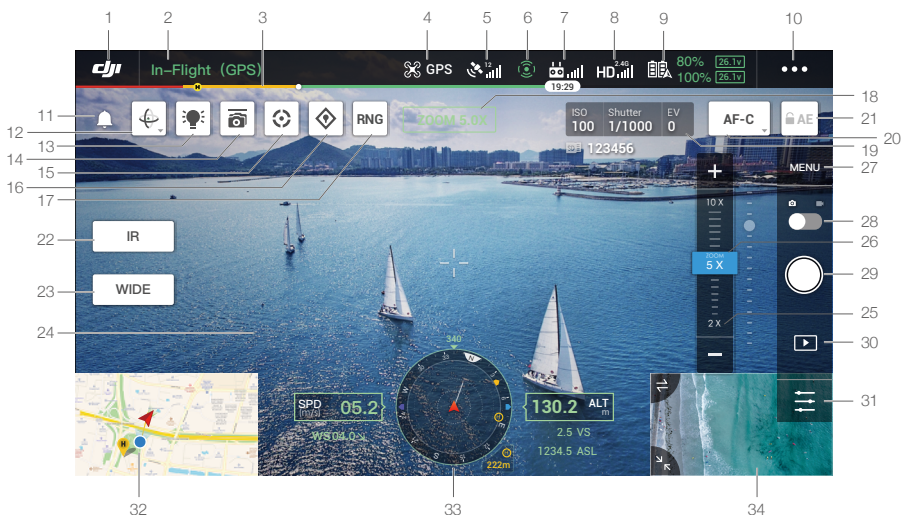 1 2 3 4 5 6 7 8 9 10
dji In-Flight (GPS) GPS 12 HD 2.4G 80% 26.1v
100% 26.1v
H 19:29
11 12 13 14 15 16 17
RNG
ZOOM 5.0X
18
ISO Shutter EV
100 1/1000 0
123456
AF-C
AE
21
20
19
MENU
27
10 X
28
26
ZOOM
5 X
29
25
2 X
30
22
IR
23
WIDE
24
31
340
N
E
S
W
SPD
(m/s)
05.2
WS 04.0
130.2 ALT
m
2.5 VS
1234.5 ASL
222m
H
32 33 34